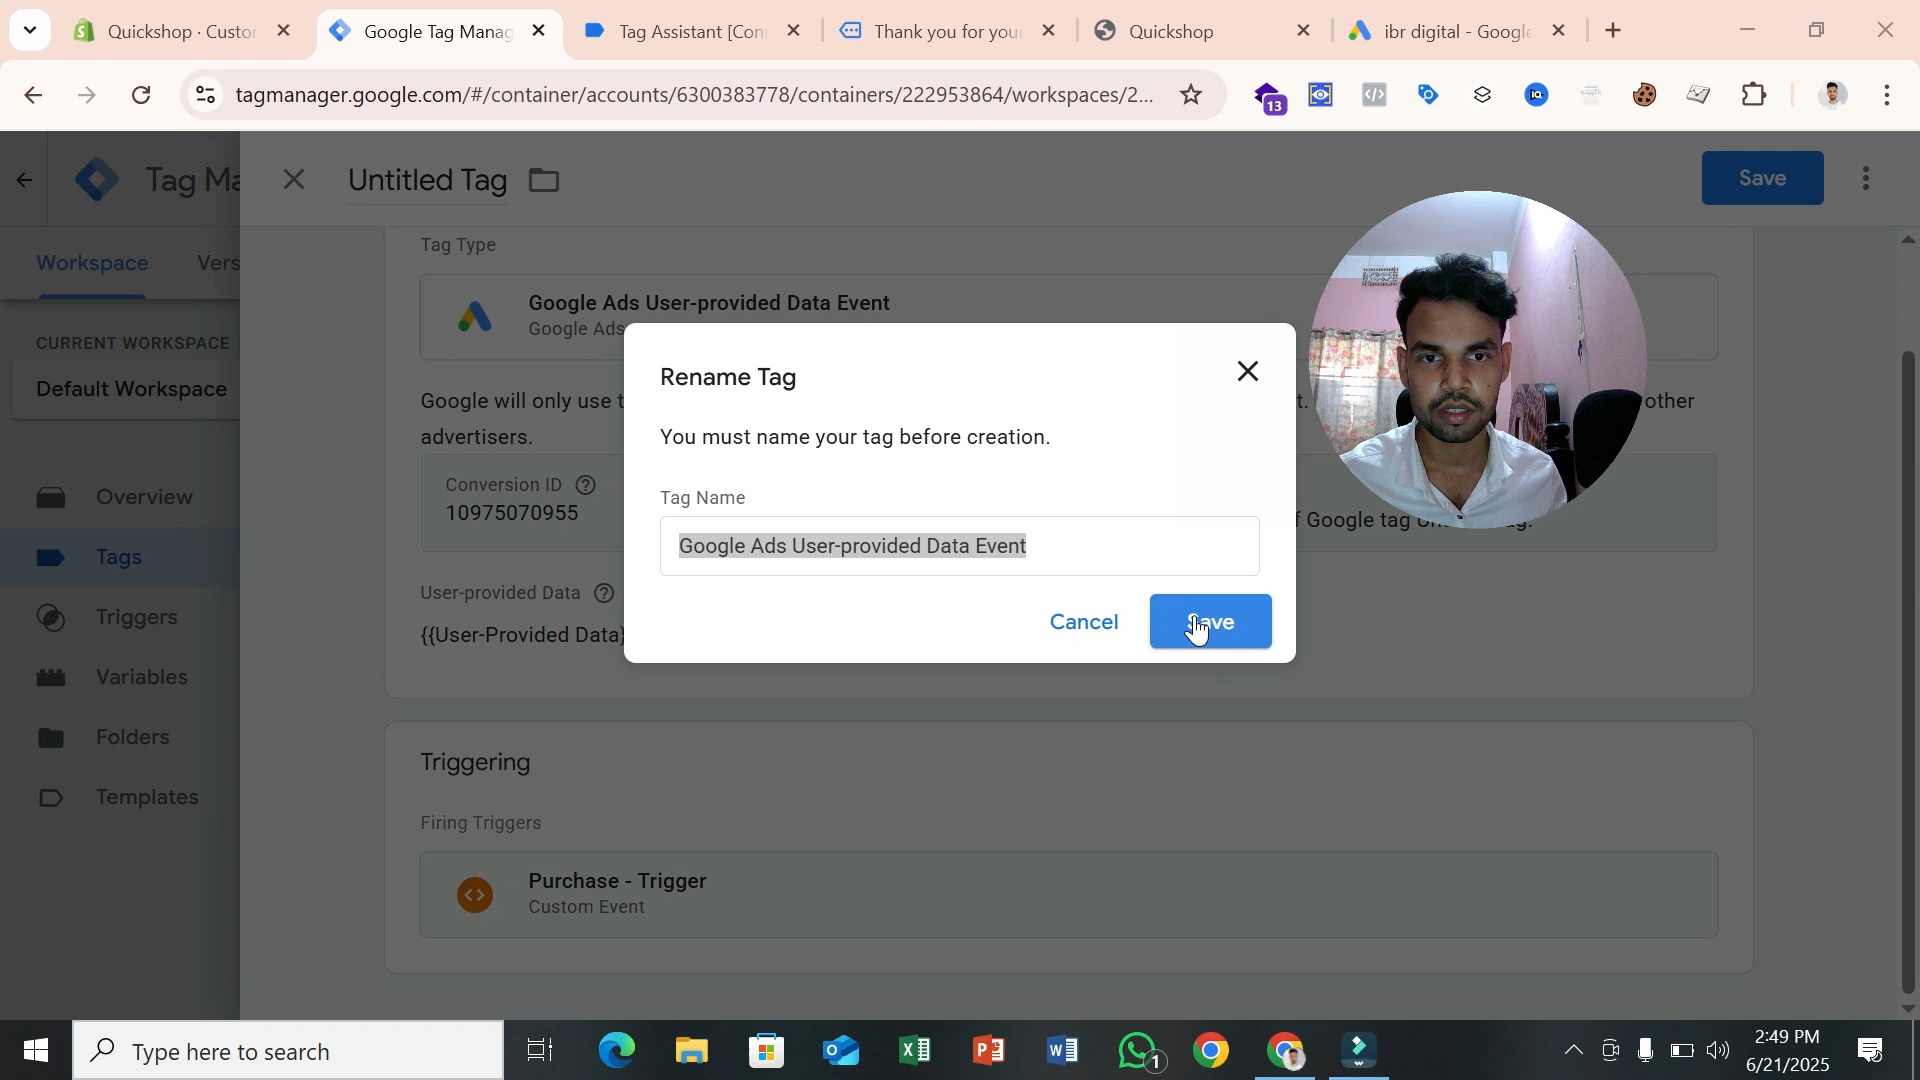 Quickshop · Custor
Google Tag Manag
Tag Assistant [Con
Thank you for your
Quickshop
ibr digital - Google
tagmanager.google.com/#/container/accounts/6300383778/containers/222953864/workspaces/2...
13
Tag Ma
Untitled Tag
Save
Workspace
Vers
Tag Type
Google Ads User-provided Data Event
Google Ads
CURRENT WORKSPACE
Default Workspace
Google will only use t
t.
other
advertisers.
Rename Tag
You must name your tag before creation.
Tag Name
Google Ads User-provided Data Event
Cancel
Save
Conversion ID
10975070955
f Google tag
User-provided Data
{{User-Provided Data}
Overview
Tags
Triggers
Variables
Folders
Templates
Triggering
Firing Triggers
Purchase - Trigger
Custom Event
Type here to search
1
2:49 PM
6/21/2025